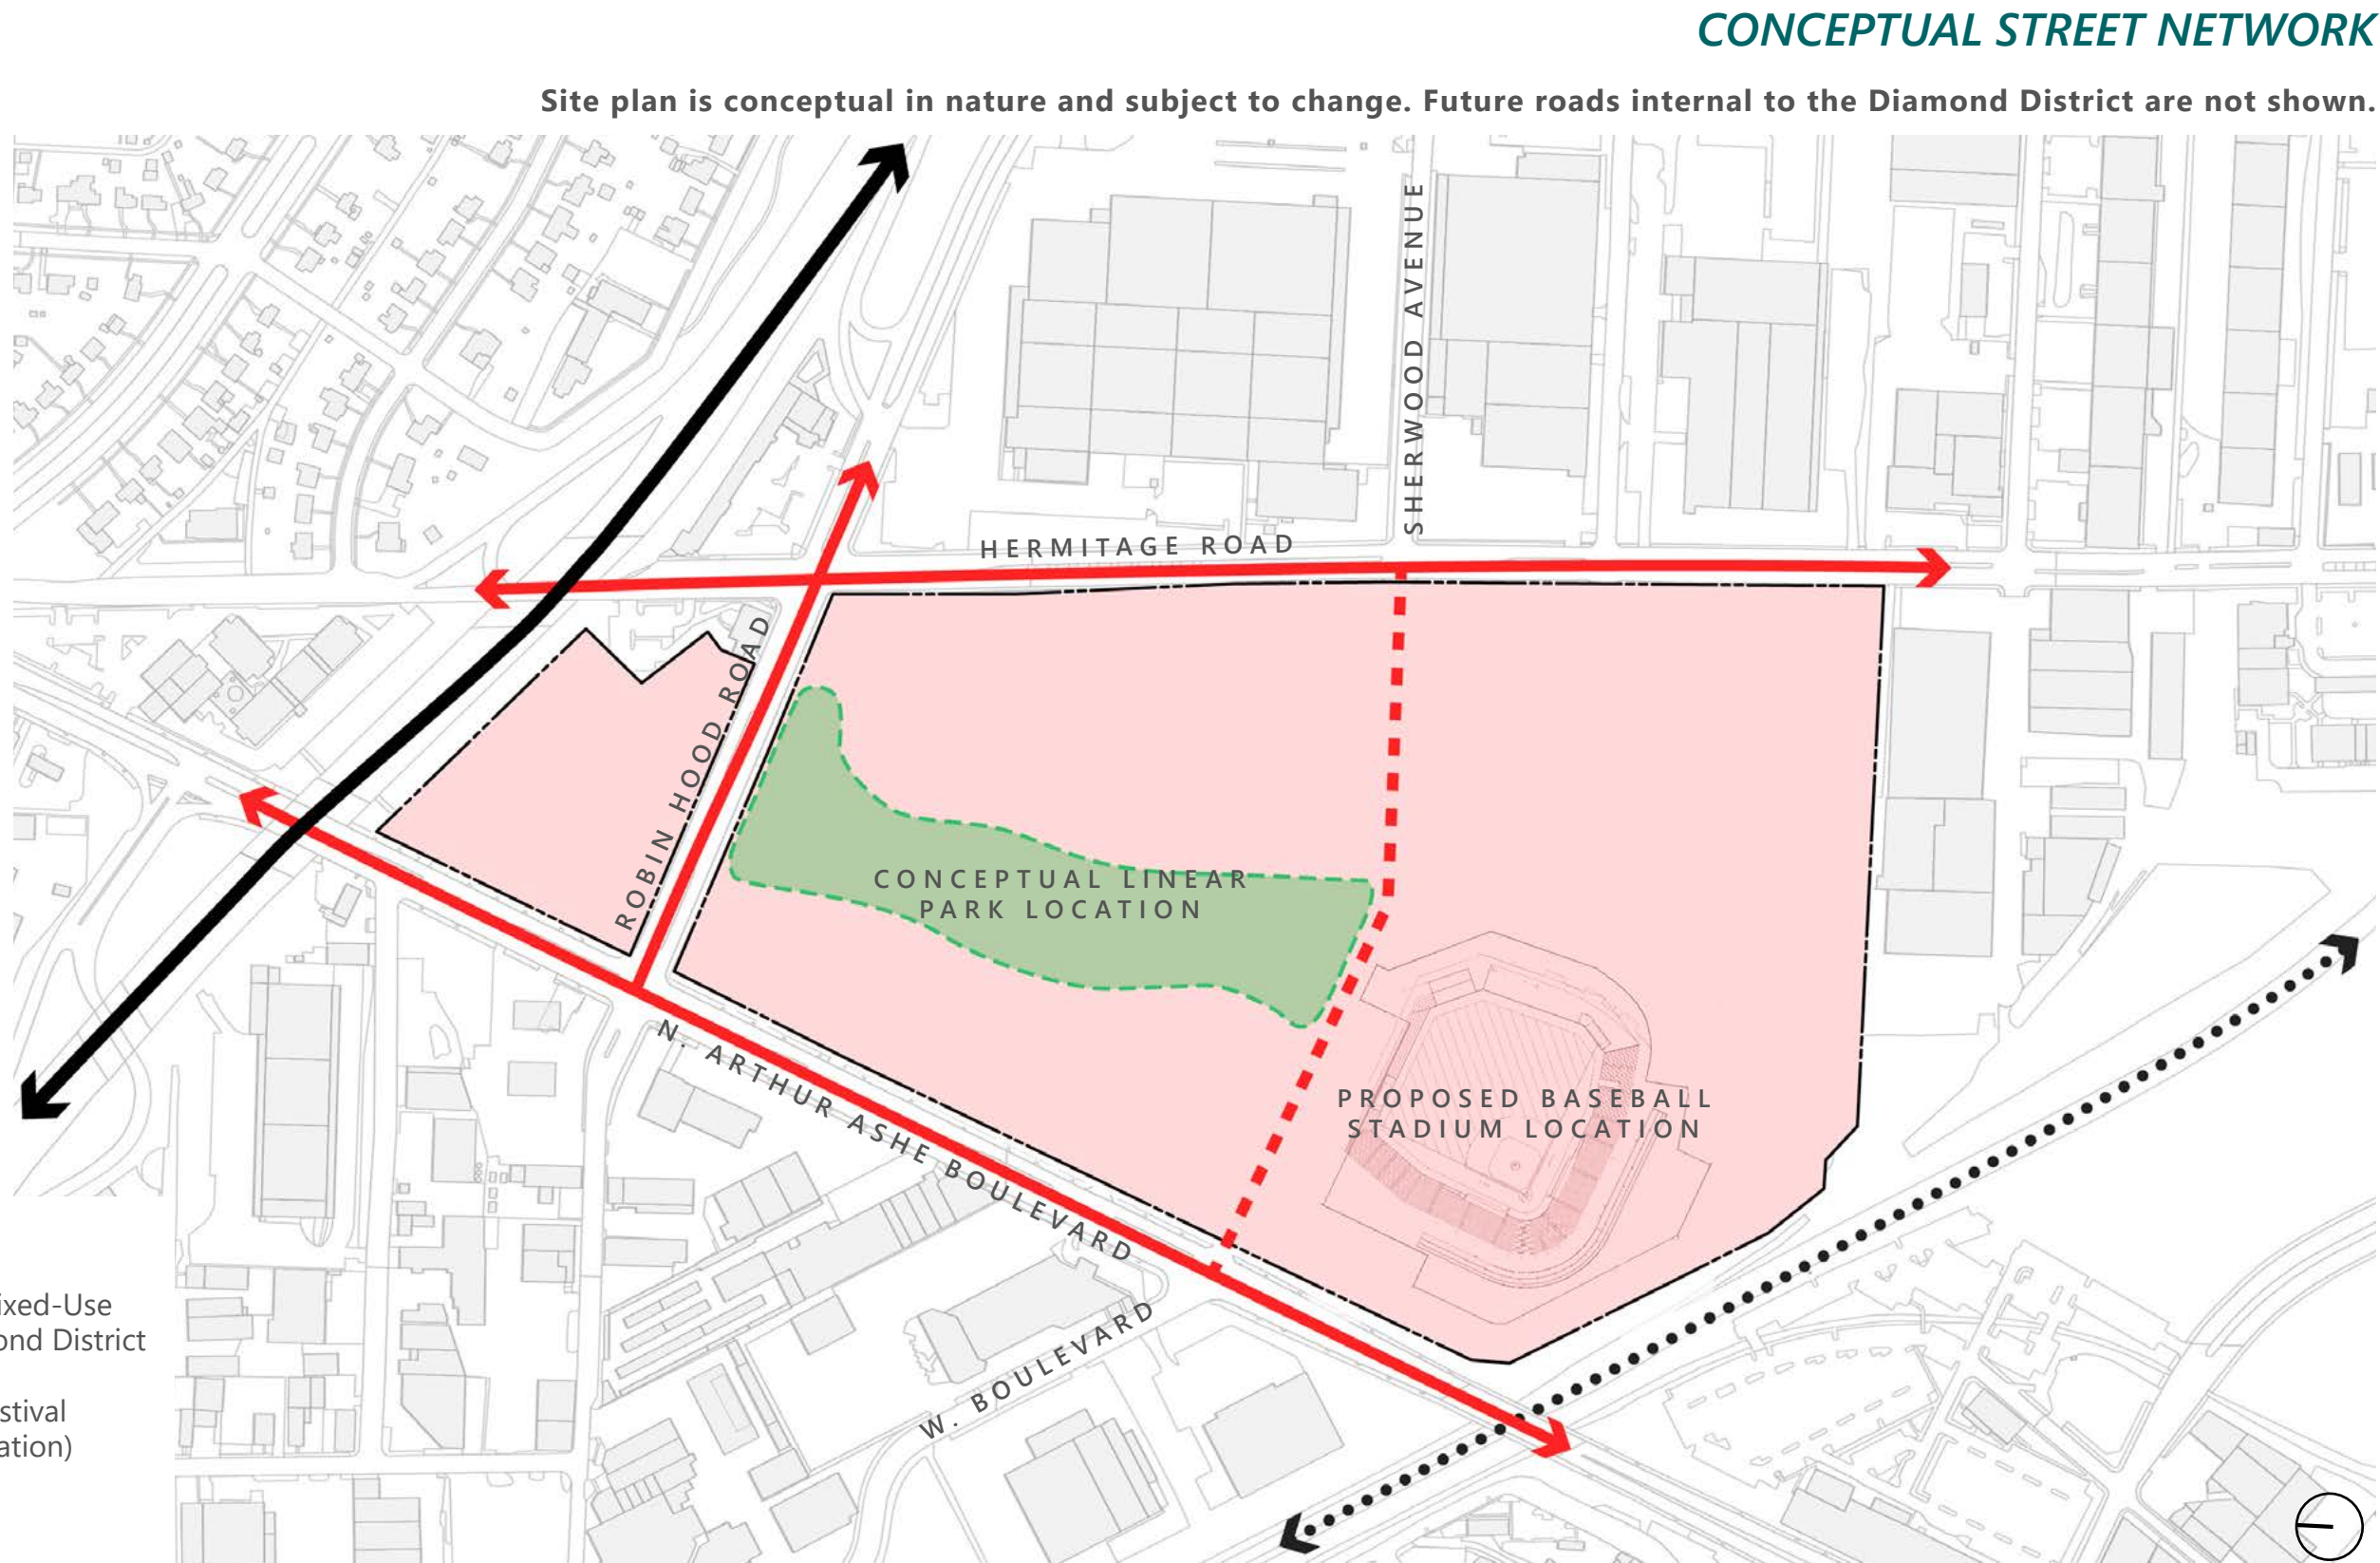 CONCEPTUAL STREET NETWORK
Site plan is conceptual in nature and subject to change. Future roads internal to the Diamond District are not shown.
SHERWOOD AVENUE
HERMITAGE ROAD
ROBIN HOOD ROAD
CONCEPTUAL LINEAR
PARK LOCATION
N. ARTHUR ASHE BOULEVARD
PROPOSED BASEBALL
STADIUM LOCATION
W. BOULEVARD
ixed-Use
ond District
stival
ation)